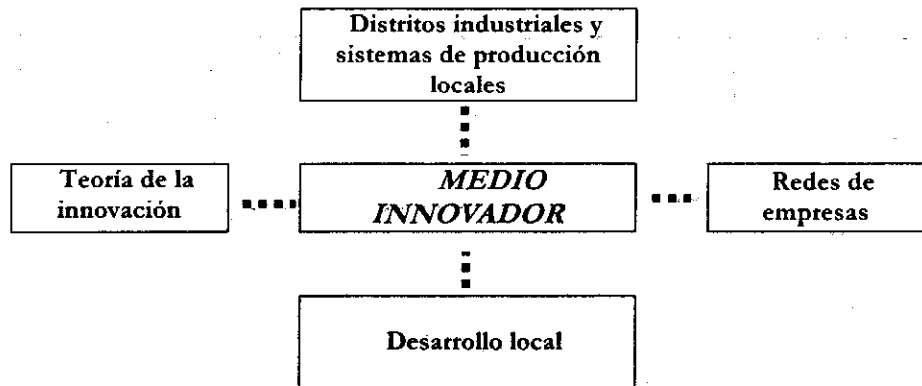 Distritos industriales y
sistemas de producción
locales
Teoría de la
innovación
MEDIO
INNOVADOR
Redes de
empresas
Desarrollo local